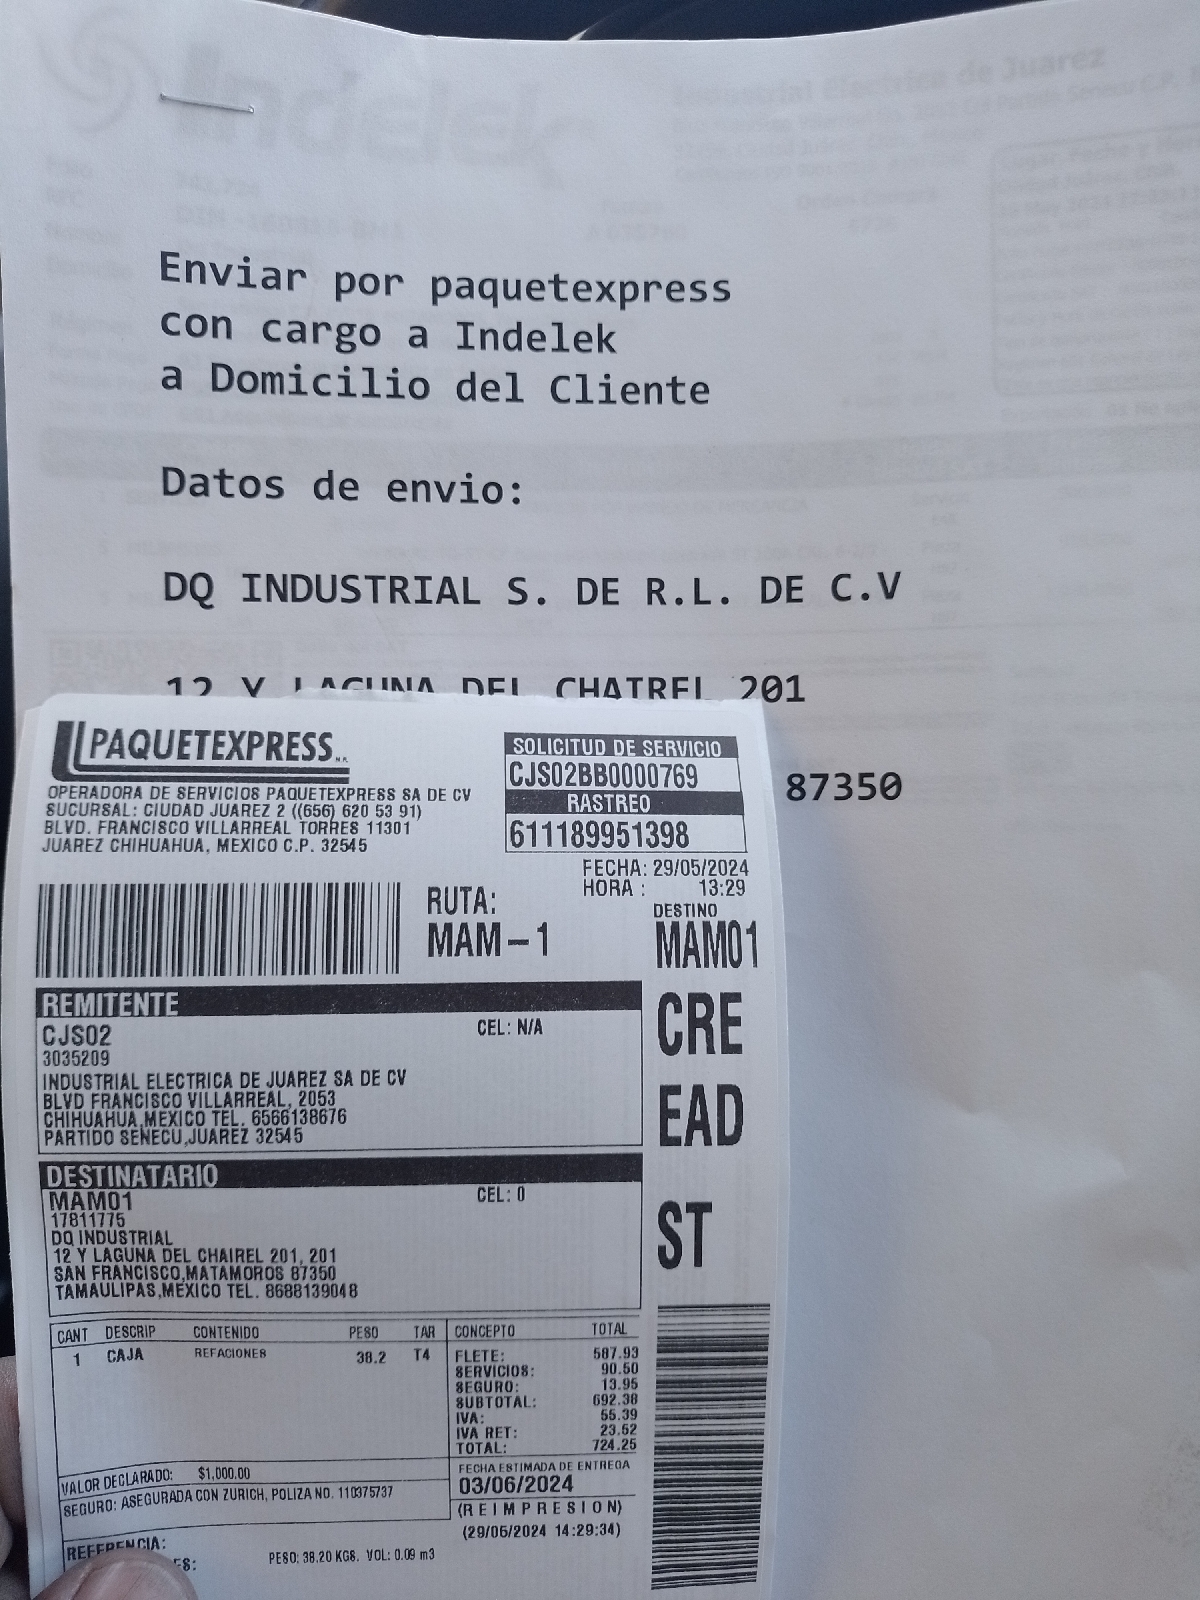 Enviar por paquetexpress
con cargo a Indelek
a Domicilio del Cliente
Datos de envio:
DQ INDUSTRIAL S. DE R.L. DE C.V
12 Y LAGUNA DEL CHATREL 201
87350
PAQUETEXPRESS
OPERADORA DE SERVICIOS PAQUETEXPRESS SA DE CV
SUCURSAL: CIUDAD JUAREZ 2 ((656) 620 53 91)
BLVD. FRANCISCO VILLARREAL TORRES 11301
JUAREZ CHIHUAHUA, MEXICO C.P. 32545
SOLICITUD DE SERVICIO
CJS02BB0000769
RASTREO
611189951398
FECHA: 29/05/2024
HORA : 13:29
RUTA:
MAM-1
DESTINO
MAM01
CRE
EAD
ST
REMITENTE
CJS02 CEL: N/A
3035209
INDUSTRIAL ELECTRICA DE JUAREZ SA DE CV
BLVD FRANCISCO VILLARREAL, 2053
CHIHUAHUA,MEXICO TEL. 6566138676
PARTIDO SENECU,JUAREZ 32545
DESTINATARIO
MAM01 CEL: 0
17811775
DQ INDUSTRIAL
12 Y LAGUNA DEL CHAIREL 201, 201
SAN FRANCISCO,MATAMOROS 87350
TAMAULIPAS,MEXICO TEL. 8688139048
CANT DESCRIP CONTENIDO PESO TAR
1 CAJA REFACIONES 38.2 T4
CONCEPTO TOTAL
FLETE: 587.93
SERVICIOS: 90.50
SEGURO: 13.95
SUBTOTAL: 692.38
IVA: 55.39
IVA RET: 23.52
TOTAL: 724.25
VALOR DECLARADO: $1,000.00
SEGURO: ASEGURADA CON ZURICH, POLIZA NO. 110375737
FECHA ESTIMADA DE ENTREGA
03/06/2024
(REIMPRESION)
(29/05/2024 14:29:34)
REFERENCIA:
PESO: 38.20 KGS. VOL: 0.09 m3